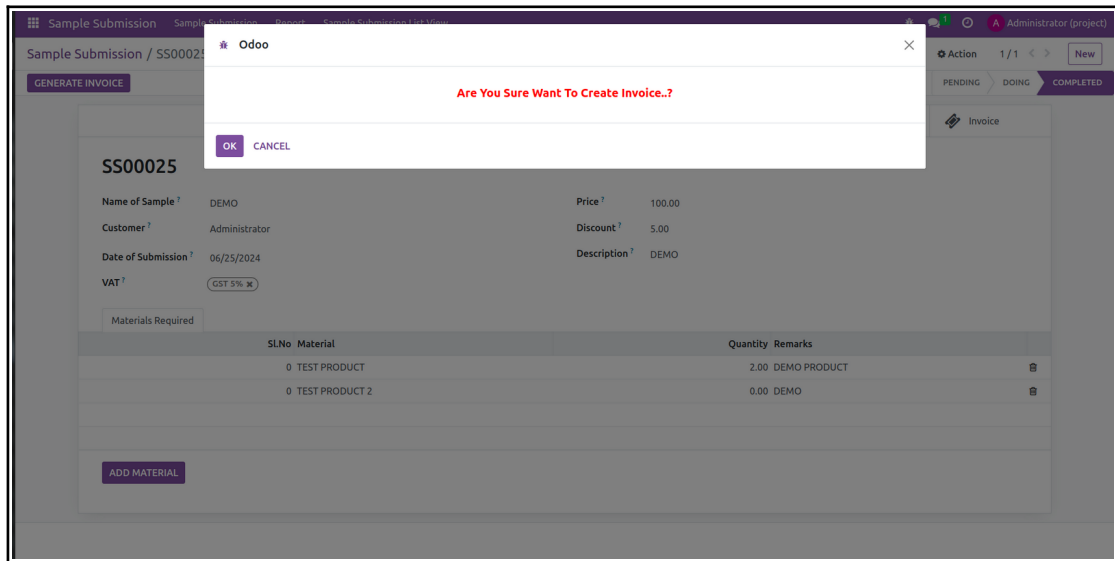 Sample Submission Sample Submission Report Sample Submission List View 1 A Administrator (project)
Odoo
Sample Submission / SS00025 Action 1 / 1 New
GENERATE INVOICE PENDING DOING COMPLETED
Are You Sure Want To Create Invoice..?
Invoice
OK CANCEL
SS00025
Name of Sample ? DEMO Price ? 100.00
Customer ? Administrator Discount ? 5.00
Date of Submission ? 06/25/2024 Description ? DEMO
VAT ? GST 5%
Materials Required
Sl.No Material Quantity Remarks
0 TEST PRODUCT 2.00 DEMO PRODUCT
0 TEST PRODUCT 2 0.00 DEMO
ADD MATERIAL